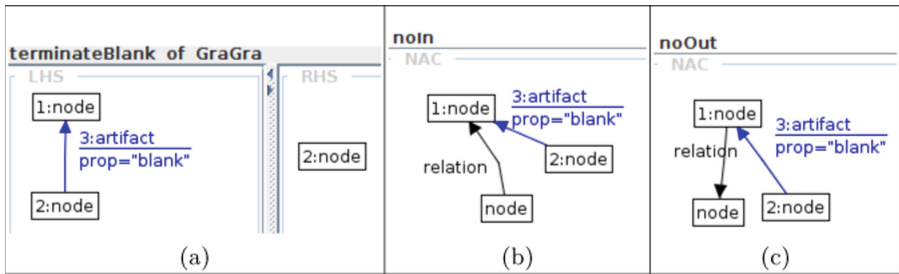 terminateBlank of GraGra
LHS
RHS
1:node
3:artifact
prop="blank"
2:node
2:node
(a)
noIn
NAC
1:node
3:artifact
prop="blank"
2:node
relation
node
(b)
noOut
NAC
1:node
3:artifact
prop="blank"
relation
node
2:node
(c)